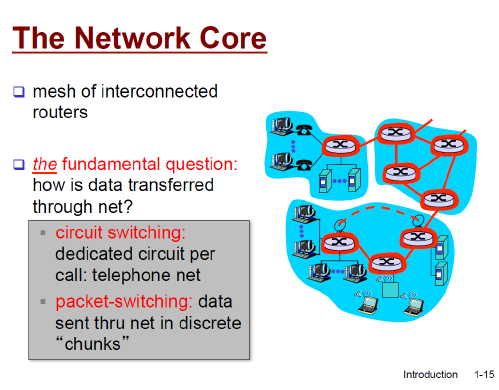 The Network Core
mesh of interconnected
routers
the fundamental question:
how is data transferred
through net?
circuit switching:
dedicated circuit per
call: telephone net
packet-switching: data
sent thru net in discrete
“chunks”
Introduction 1-15